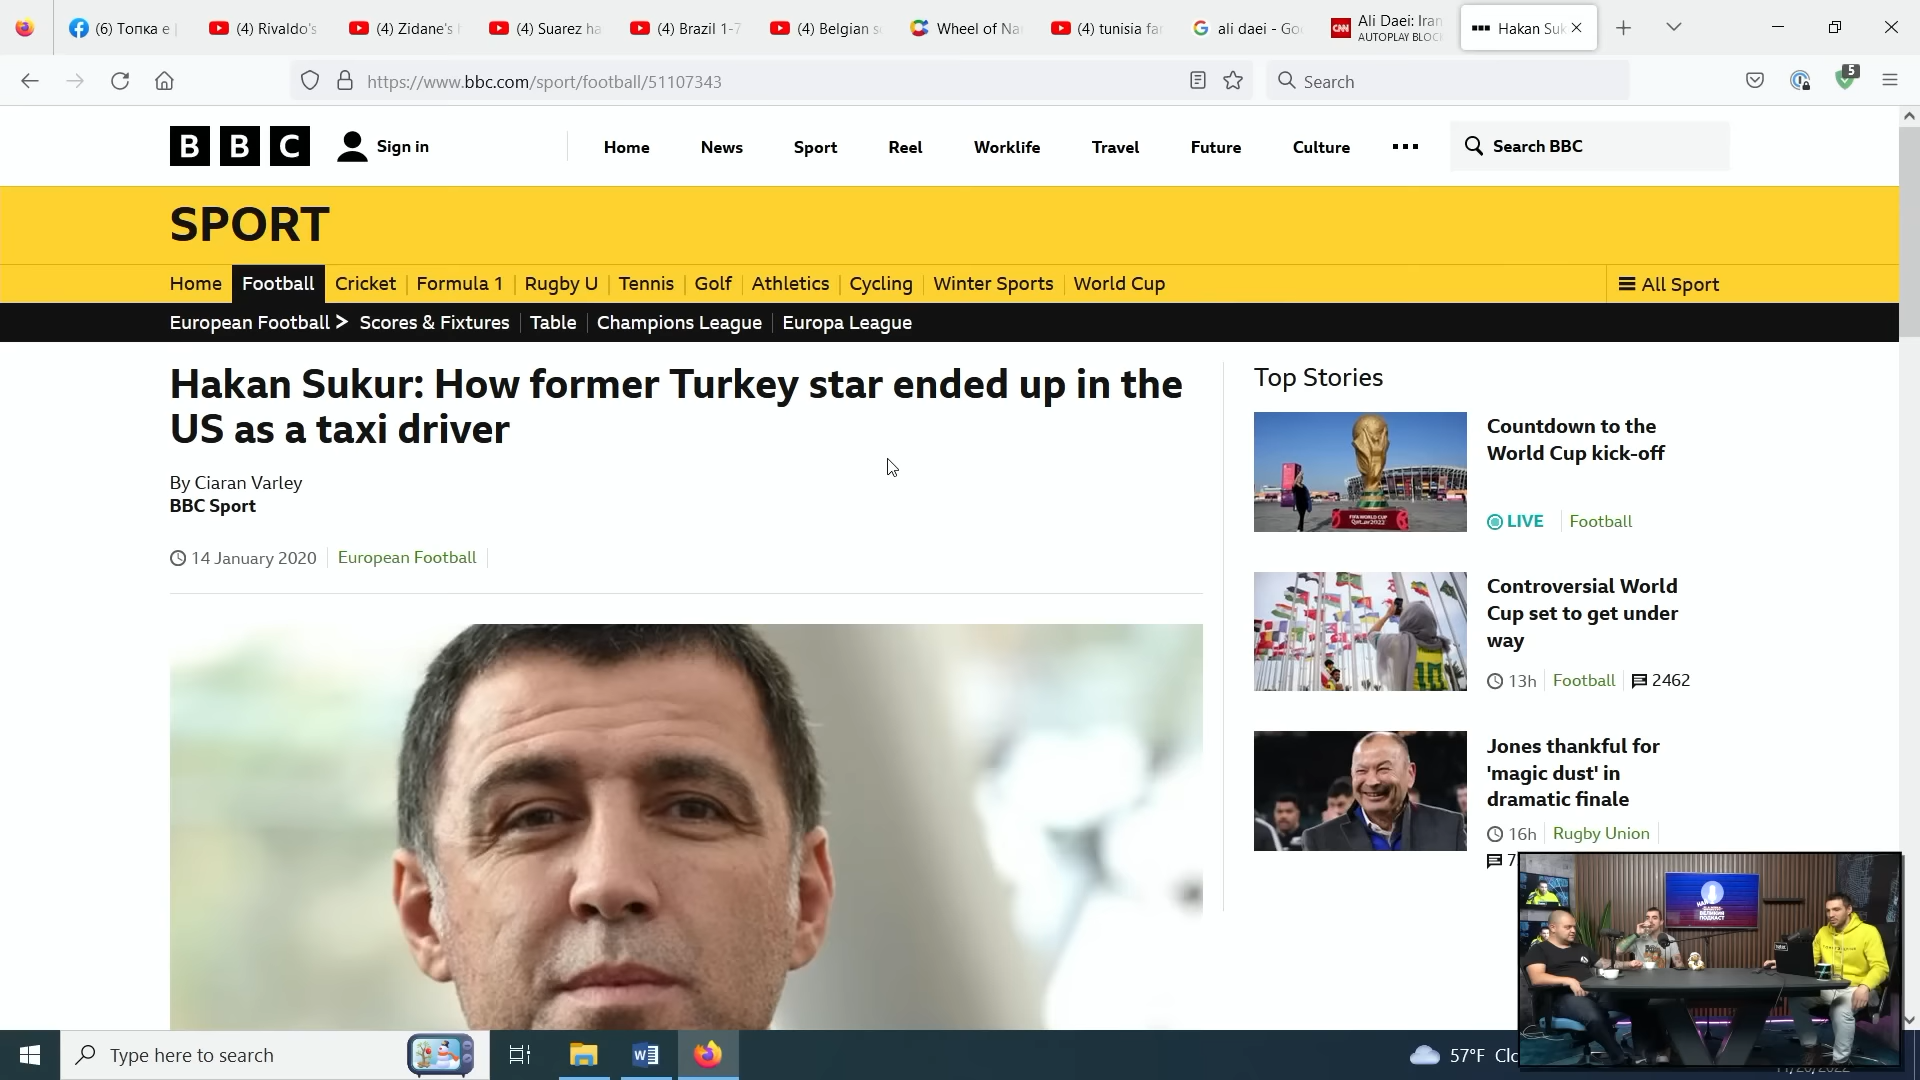 (6) Топка е
(4) Rivaldo's
(4) Zidane's
(4) Suarez ha
(4) Brazil 1-7
(4) Belgian s
Wheel of Na
(4) tunisia fa
ali daei - Go
Ali Daei: Iran
AUTOPLAY BLOC
Hakan Suk
https://www.bbc.com/sport/football/51107343
Search
5
BBC
Sign in
Home
News
Sport
Reel
Worklife
Travel
Future
Culture
Search BBC
SPORT
Home
Football
Cricket
Formula 1
Rugby U
Tennis
Golf
Athletics
Cycling
Winter Sports
World Cup
All Sport
European Football
Scores & Fixtures
Table
Champions League
Europa League
Hakan Sukur: How former Turkey star ended up in the
US as a taxi driver
By Ciaran Varley
BBC Sport
14 January 2020
European Football
Top Stories
Countdown to the
World Cup kick-off
LIVE
Football
Controversial World
Cup set to get under
way
13h
Football
2462
Jones thankful for
'magic dust' in
dramatic finale
16h
Rugby Union
7
Type here to search
57°F Clo